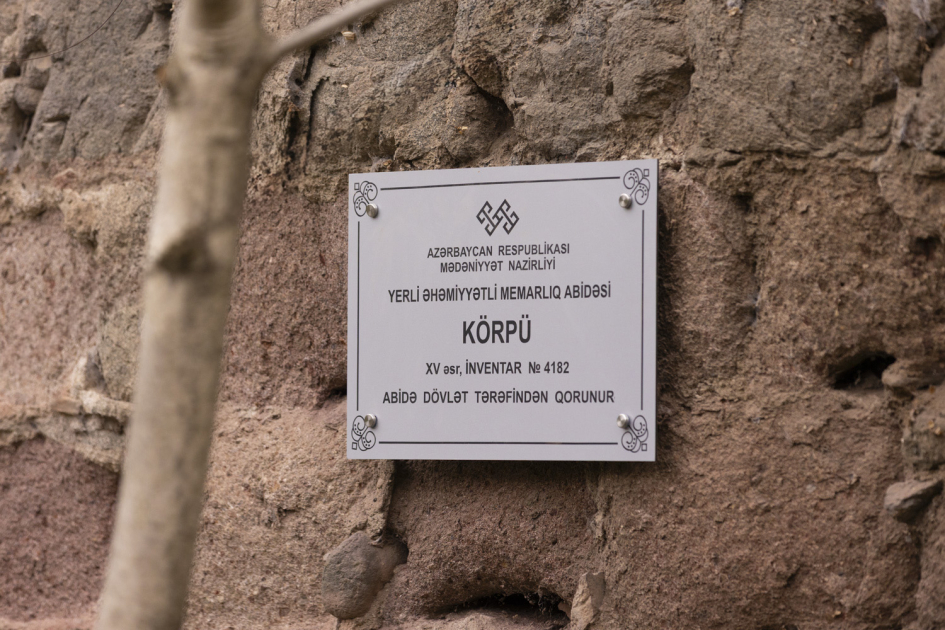 AZƏRBAYCAN RESPUBLİKASI
MƏDƏNİYYƏT NAZİRLİYİ
YERLİ ƏHƏMİYYƏTLİ MEMARLIQ ABİDƏSİ
KÖRPÜ
XV əsr, İNVENTAR № 4182
ABİDƏ DÖVLƏT TƏRƏFİNDƏN QORUNUR